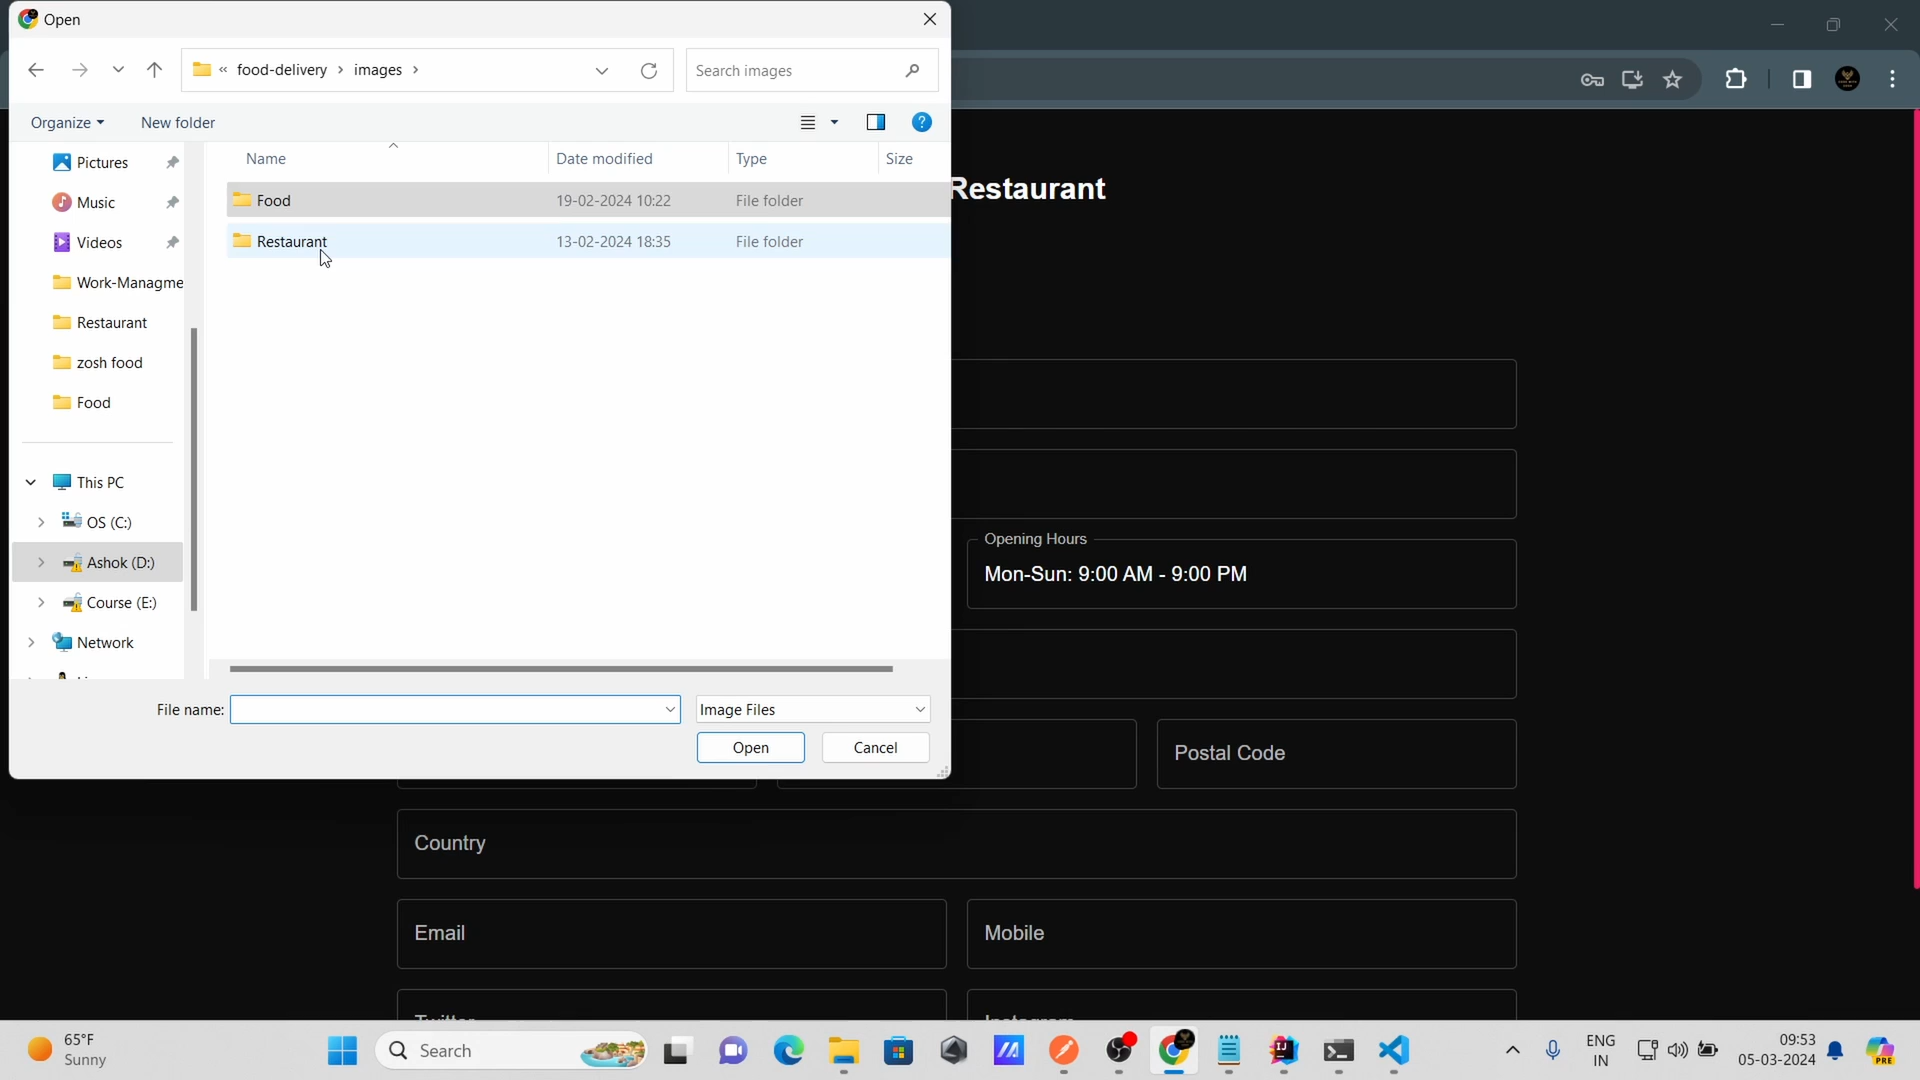 Open
« food-delivery › images ›
Search images
Organize
New folder
Name
Date modified
Type
Size
Pictures
Music
Videos
Work-Managme
Restaurant
zosh food
Food
This PC
OS (C:)
Ashok (D:)
Course (E:)
Network
Food 19-02-2024 10:22 File folder
Restaurant 13-02-2024 18:35 File folder
File name:
Image Files
Open
Cancel
Restaurant
Opening Hours
Mon-Sun: 9:00 AM - 9:00 PM
Postal Code
Country
Email
Mobile
65°F
Sunny
Search
ENG
IN
09:53
05-03-2024
PRE